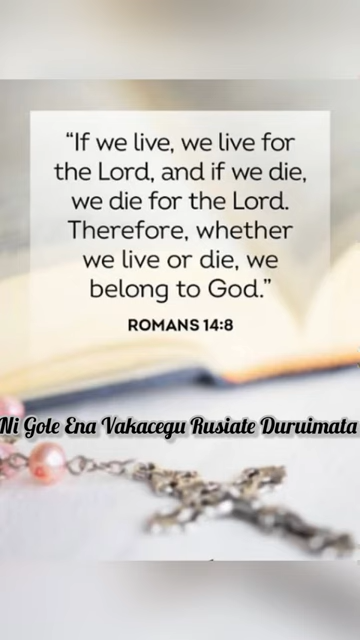 “If we live, we live for
the Lord, and if we die,
we die for the Lord.
Therefore, whether
we live or die, we
belong to God.”
ROMANS 14:8
Ni Gole Ena Vakacegu Rusiate Duruimata